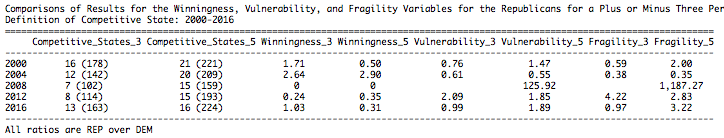 Comparisons of Results for the Winningness, Vulnerability, and Fragility Variables for the Republicans for a Plus or Minus Three Per
Definition of Competitive State: 2000-2016
Competitive_States_3 Competitive_States_5 Winningness_3 Winningness_5 Vulnerability_3 Vulnerability_5 Fragility_3 Fragility_5
2000 16 (178) 21 (221) 1.71 0.50 0.76 1.47 0.59 2.00
2004 12 (142) 20 (209) 2.64 2.90 0.61 0.55 0.38 0.35
2008 7 (102) 15 (159) 0 0 125.92 1,187.27
2012 8 (114) 15 (193) 0.24 0.35 2.09 1.85 4.22 2.83
2016 13 (163) 16 (224) 1.03 0.31 0.99 1.89 0.97 3.22
All ratios are REP over DEM